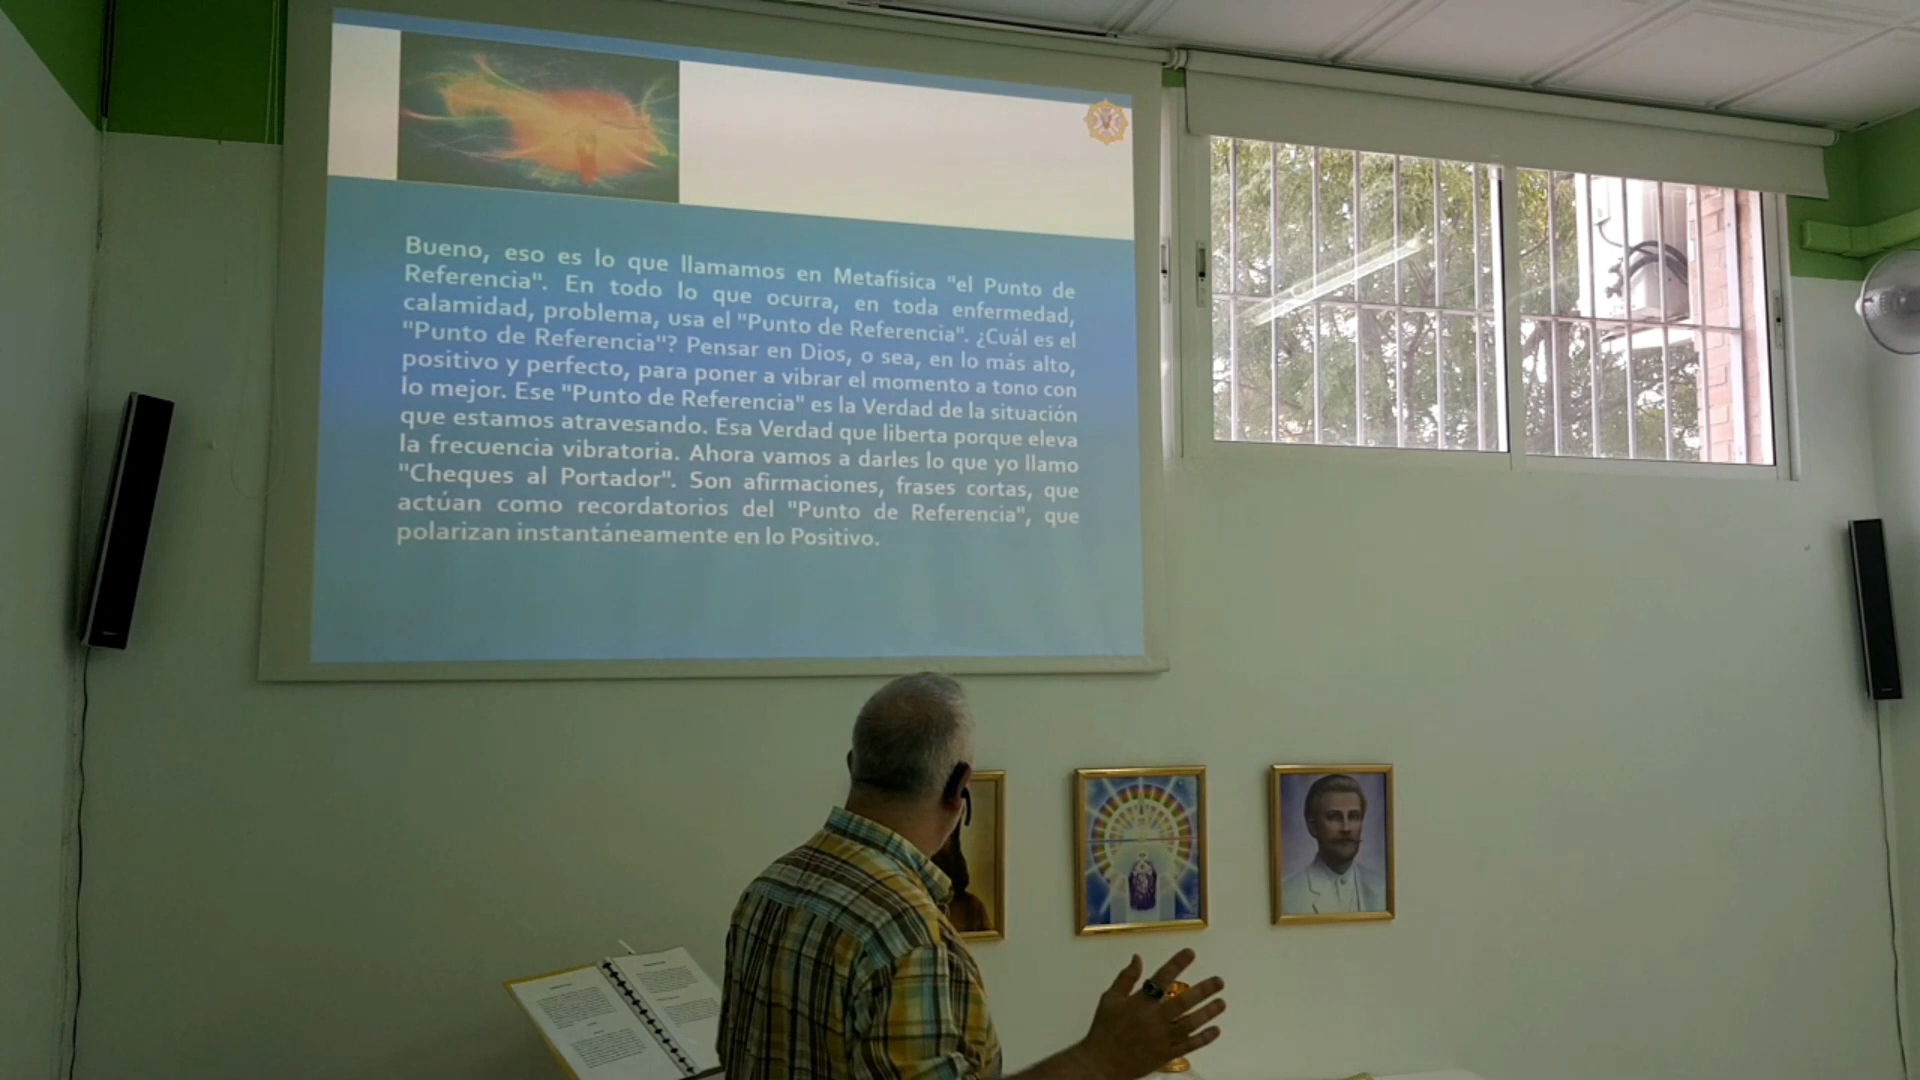 Bueno, eso es lo que llamamos en Metafísica "el Punto de
Referencia". En todo lo que ocurra, en toda enfermedad,
calamidad, problema, usa el "Punto de Referencia". ¿Cuál es el
"Punto de Referencia"? Pensar en Dios, o sea, en lo más alto,
positivo y perfecto, para poner a vibrar el momento a tono con
lo mejor. Ese "Punto de Referencia" es la Verdad de la situación
que estamos atravesando. Esa Verdad que liberta porque eleva
la frecuencia vibratoria. Ahora vamos a darles lo que yo llamo
"Cheques al Portador". Son afirmaciones, frases cortas, que
actúan como recordatorios del "Punto de Referencia", que
polarizan instantáneamente en lo Positivo.